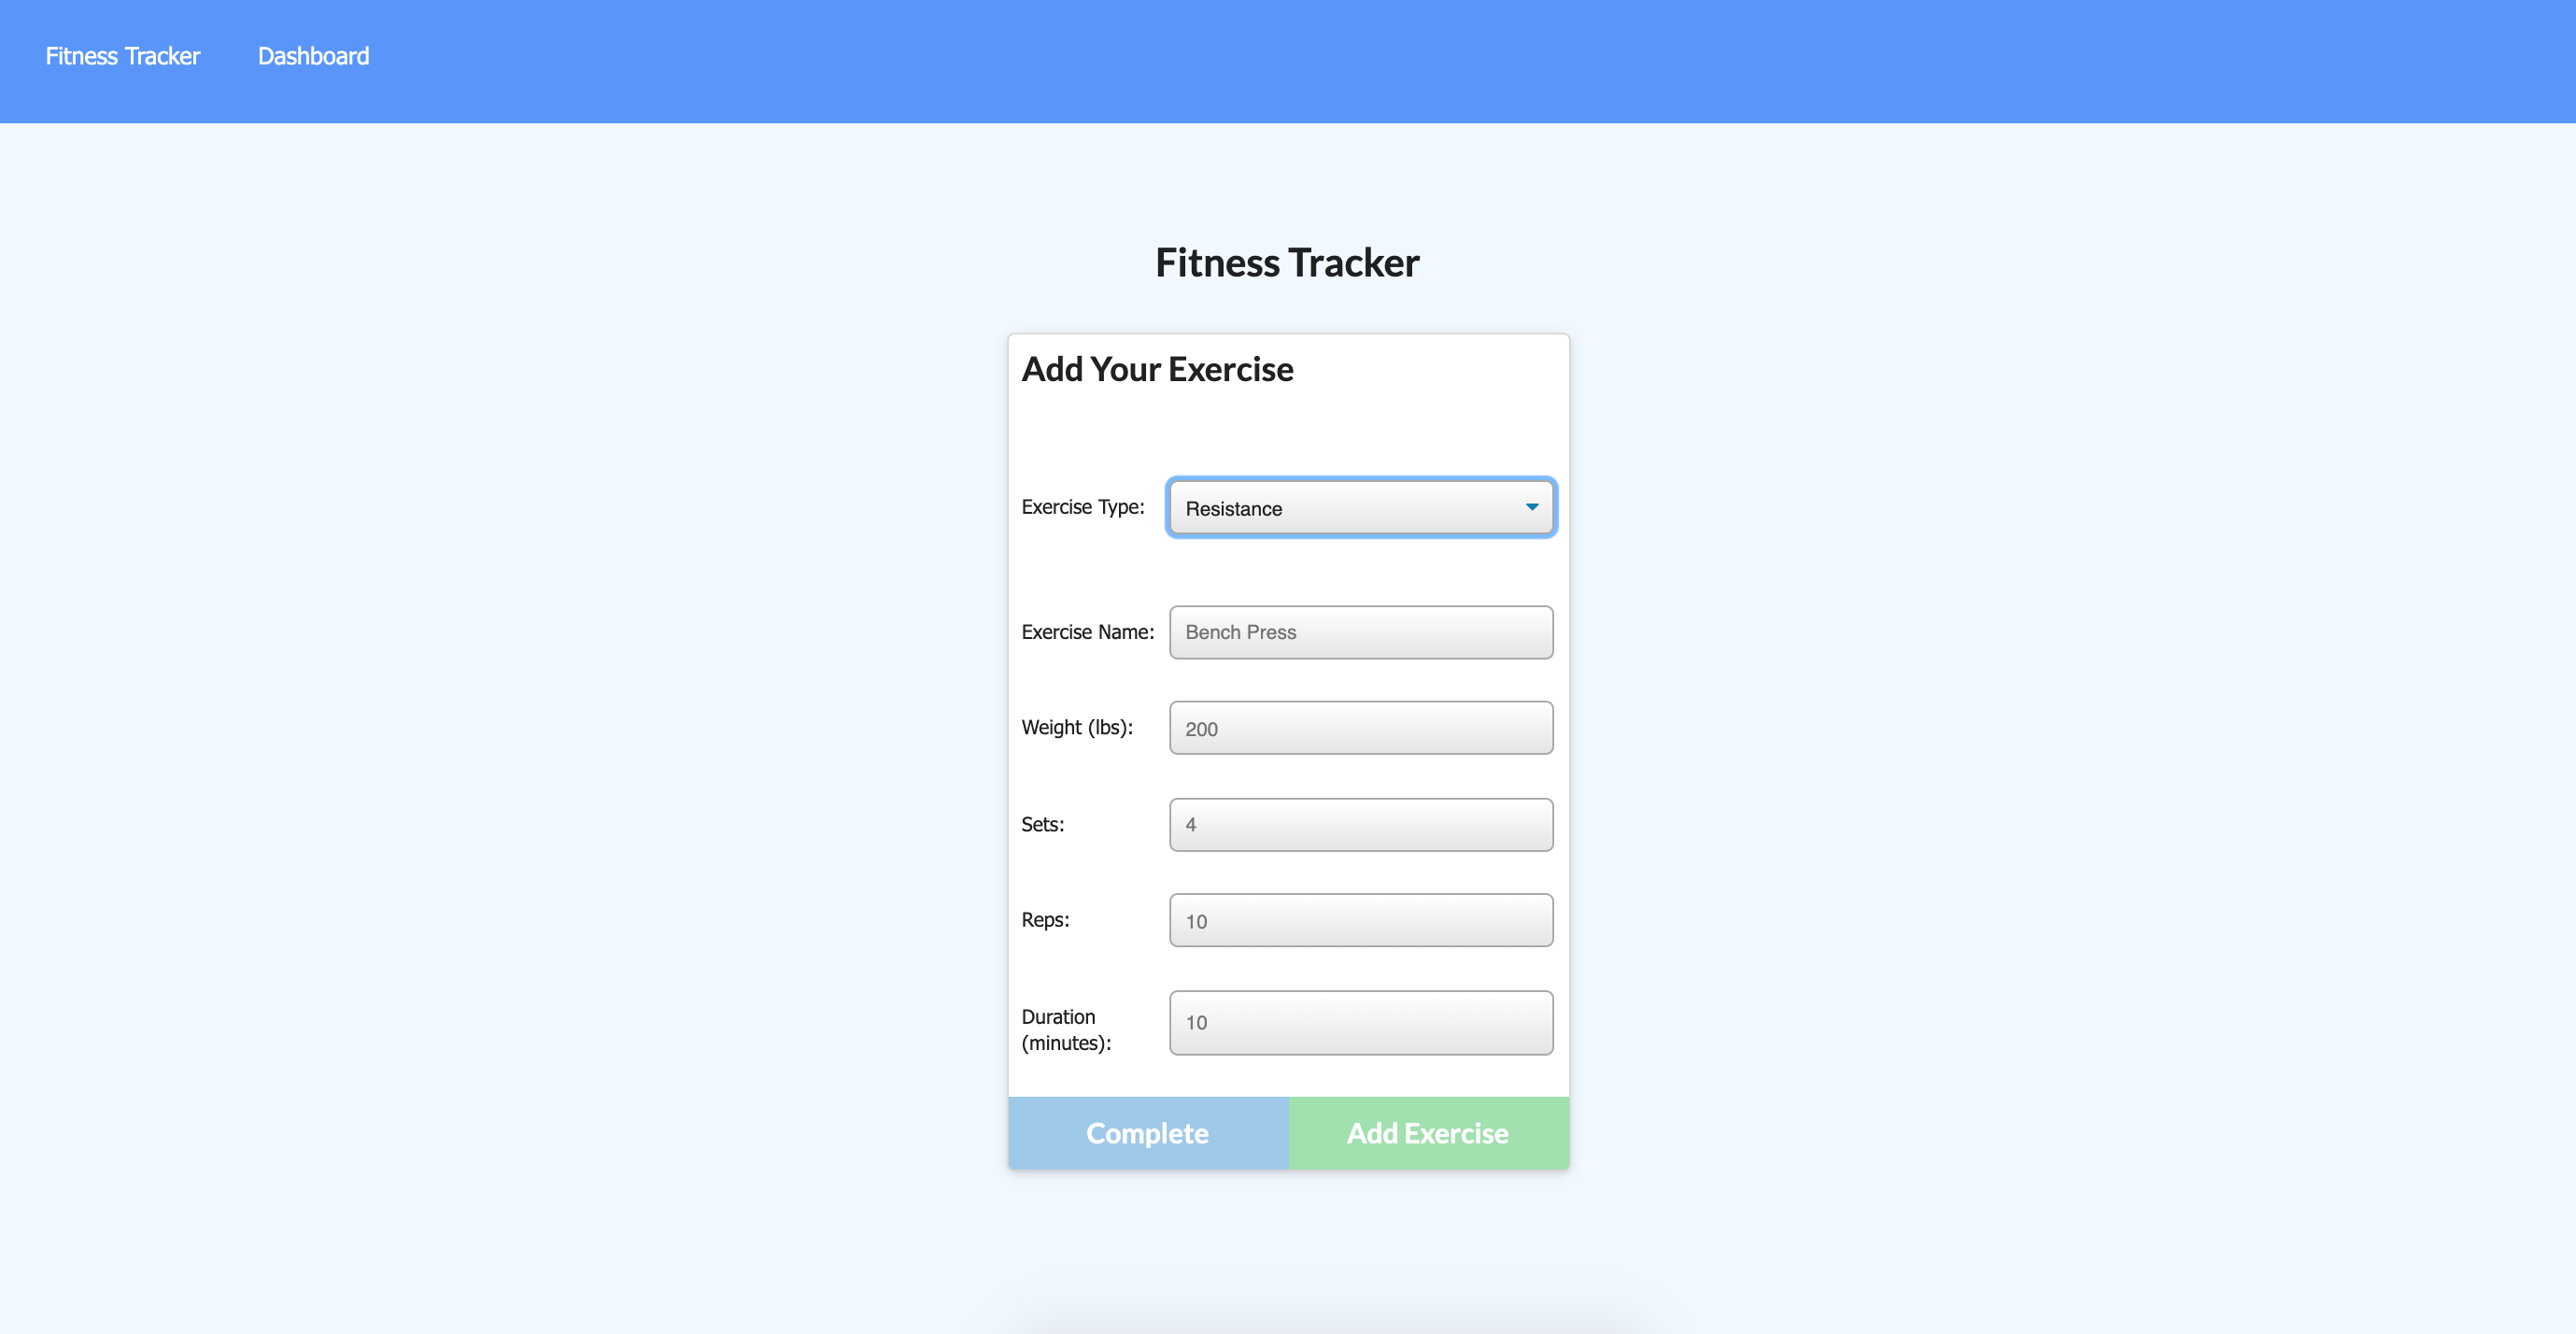 Fitness Tracker Dashboard
Fitness Tracker
Add Your Exercise
Exercise Type: Resistance
Exercise Name: Bench Press
Weight (lbs): 200
Sets: 4
Reps: 10
Duration
(minutes): 10
Complete Add Exercise